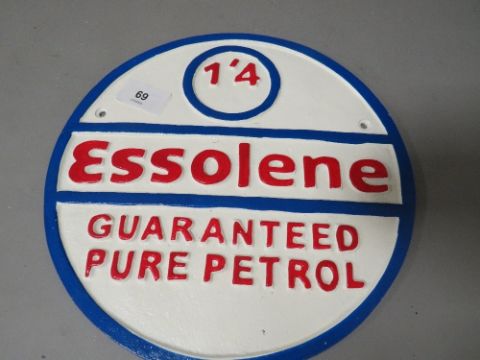 1'4
69
Essolene
GUARANTEED
PURE PETROL